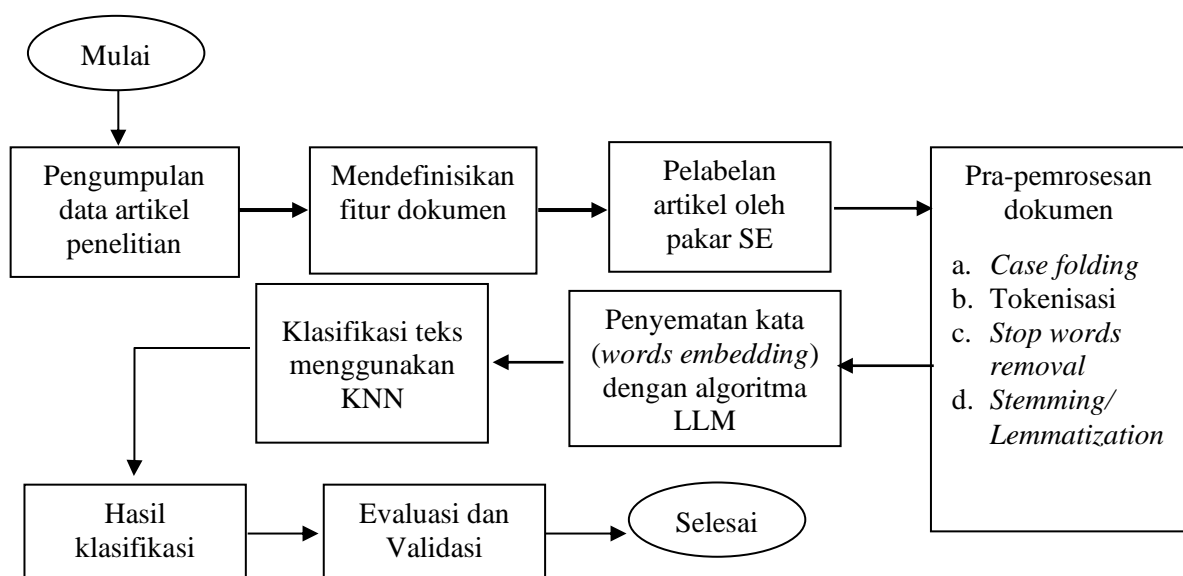 Mulai
Pengumpulan
data artikel
penelitian
Mendefinisikan
fitur dokumen
Pelabelan
artikel oleh
pakar SE
Pra-pemrosesan
dokumen
a. Case folding
b. Tokenisasi
c. Stop words
removal
d. Stemming/
Lemmatization
Penyematan kata
(words embedding)
dengan algoritma
LLM
Klasifikasi teks
menggunakan
KNN
Hasil
klasifikasi
Evaluasi dan
Validasi
Selesai